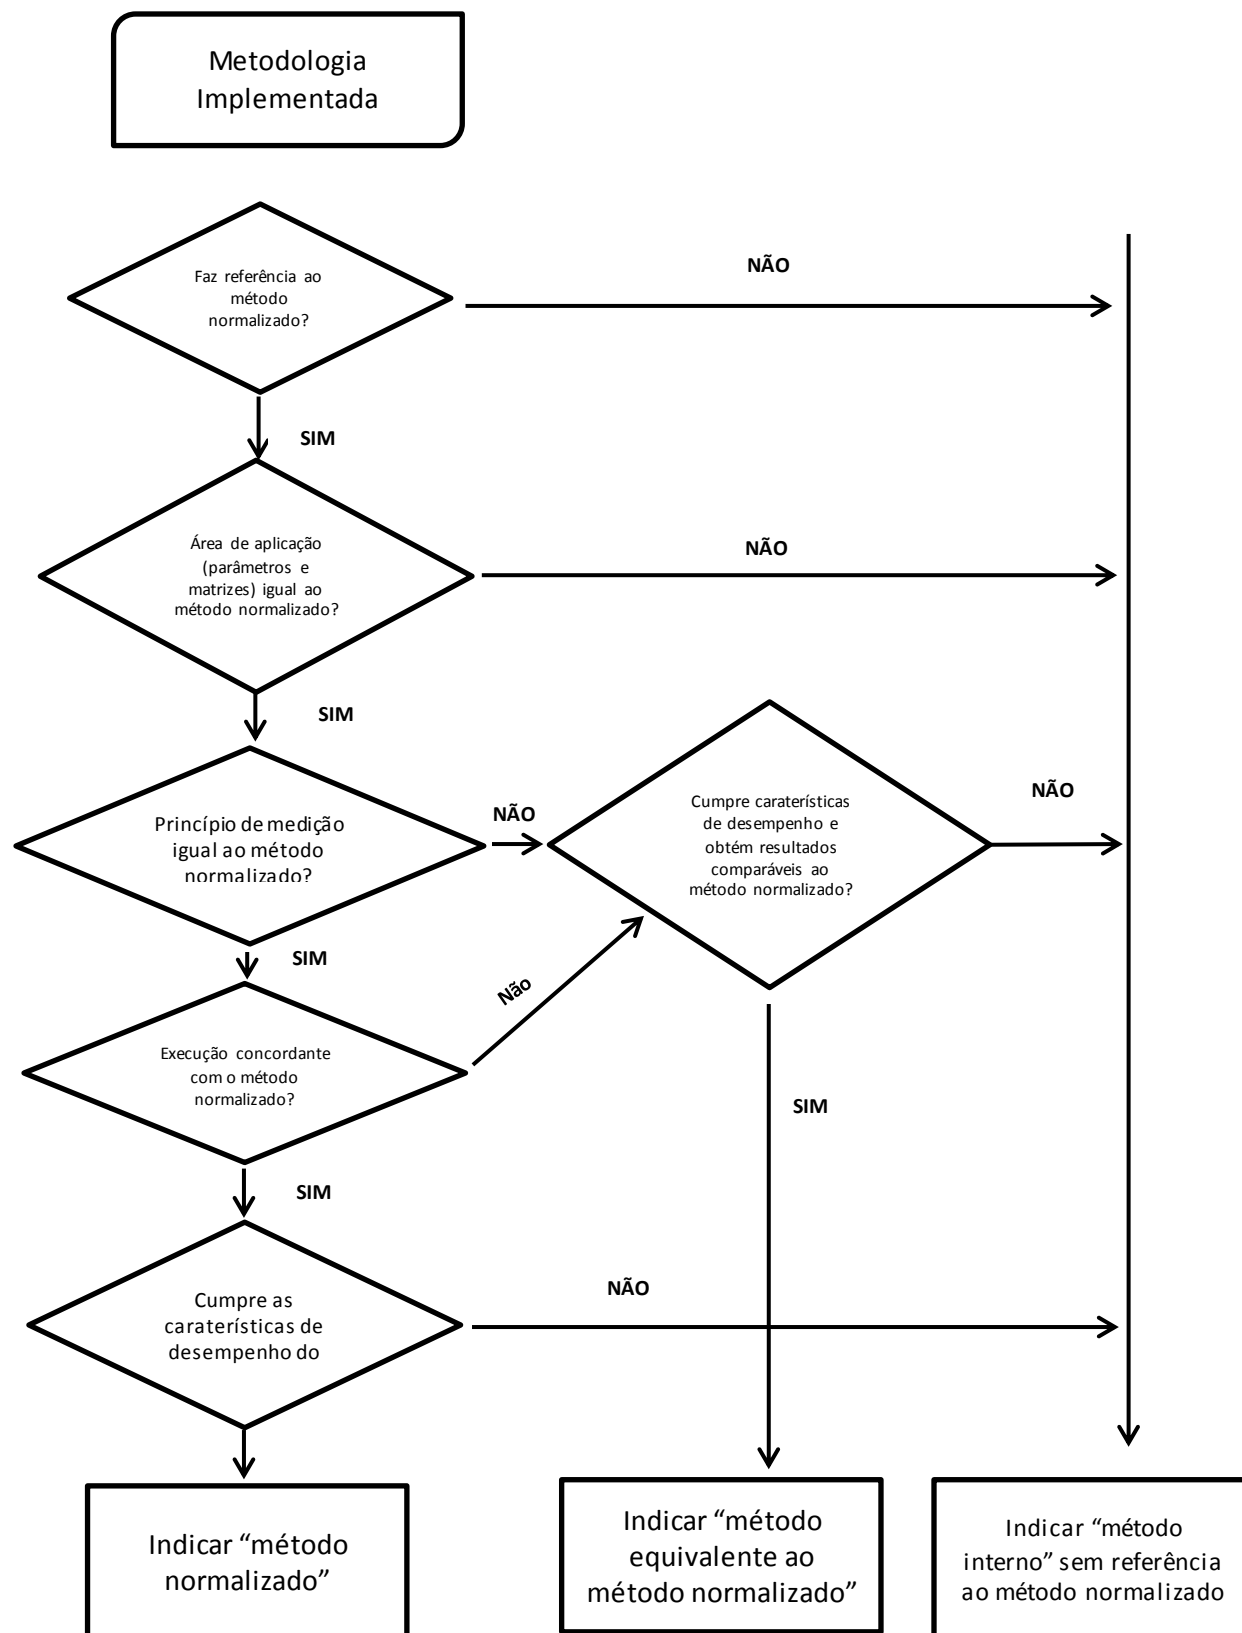 Metodologia
Implementada
Faz referência ao
método
normalizado?
NÃO
SIM
Área de aplicação
(parâmetros e
matrizes) igual ao
método normalizado?
NÃO
SIM
Princípio de medição
igual ao método
normalizado?
NÃO
Cumpre caraterísticas
de desempenho e
obtém resultados
comparáveis ao
método normalizado?
NÃO
SIM
Execução concordante
com o método
normalizado?
Não
SIM
SIM
Cumpre as
caraterísticas de
desempenho do
NÃO
Indicar “método
normalizado”
Indicar “método
equivalente ao
método normalizado”
Indicar “método
interno” sem referência
ao método normalizado